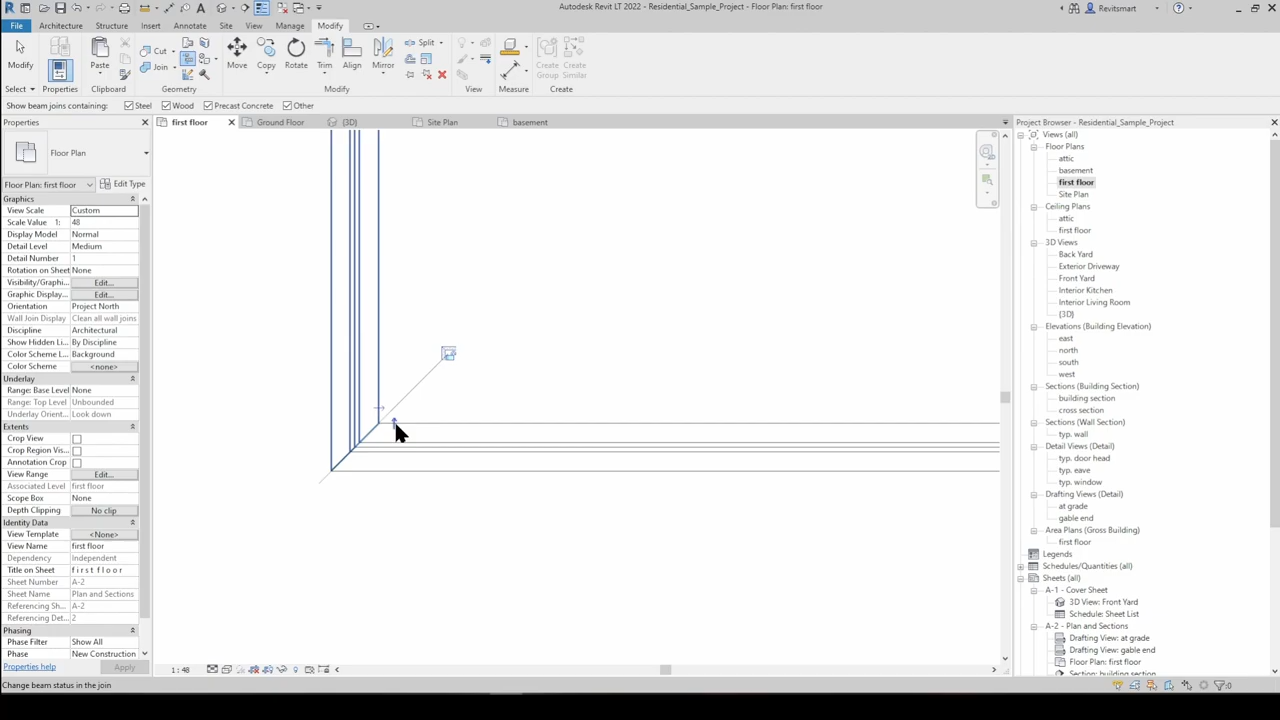 Autodesk Revit LT 2022 - Residential_Sample_Project - Floor Plan: first floor
Revitsmart
File Architecture Structure Insert Annotate Site View Manage Modify
Modify
Select
Properties
Paste
Clipboard
Cut
Join
Geometry
Move Copy Rotate Trim Align Mirror
Split
Modify
View
Measure
Create Group
Create Similar
Create
Show beam joins containing: Steel Wood Precast Concrete Other
Properties
first floor Ground Floor (3D) Site Plan basement
Project Browser - Residential_Sample_Project
Floor Plan
Floor Plan: first floor Edit Type
Graphics
View Scale Custom
Scale Value 1: 48
Display Model Normal
Detail Level Medium
Detail Number 1
Rotation on Sheet None
Visibility/Graphi... Edit...
Graphic Display... Edit...
Orientation Project North
Wall Join Display Clean all wall joins
Discipline Architectural
Show Hidden Li... By Discipline
Color Scheme L... Background
Color Scheme <none>
Underlay
Range: Base Level None
Range: Top Level Unbounded
Underlay Orient... Look down
Extents
Crop View
Crop Region Vis...
Annotation Crop
View Range Edit...
Associated Level first floor
Scope Box None
Depth Clipping No clip
Identity Data
View Template <None>
View Name first floor
Dependency Independent
Title on Sheet f i r s t f l o o r
Sheet Number A-2
Sheet Name Plan and Sections
Referencing Sh... A-2
Referencing Det... 2
Phasing
Phase Filter Show All
Phase New Construction
Properties help Apply
Views (all)
Floor Plans
attic
basement
first floor
Site Plan
Ceiling Plans
attic
first floor
3D Views
Back Yard
Exterior Driveway
Front Yard
Interior Kitchen
Interior Living Room
{3D}
Elevations (Building Elevation)
east
north
south
west
Sections (Building Section)
building section
cross section
Sections (Wall Section)
typ. wall
Detail Views (Detail)
typ. door head
typ. eave
typ. window
Drafting Views (Detail)
at grade
gable end
Area Plans (Gross Building)
first floor
Legends
Schedules/Quantities (all)
Sheets (all)
A-1 - Cover Sheet
3D View: Front Yard
Schedule: Sheet List
A-2 - Plan and Sections
Drafting View: at grade
Drafting View: gable end
Floor Plan: first floor
Section: building section
1 : 48
Change beam status in the join
:0